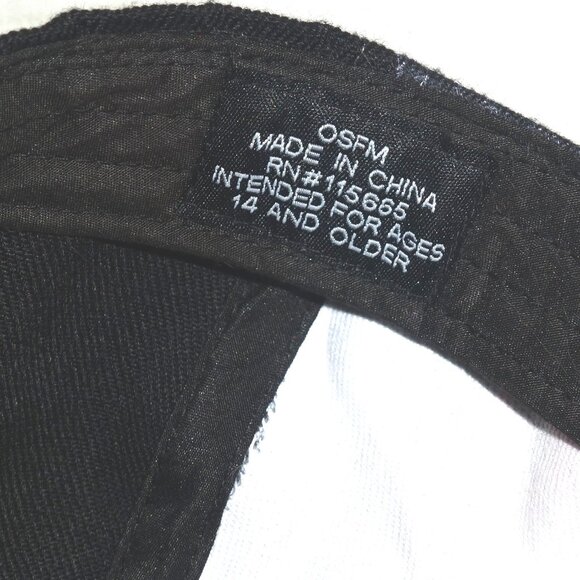 OSFM
MADE IN CHINA
RN#115665
INTENDED FOR AGES
14 AND OLDER